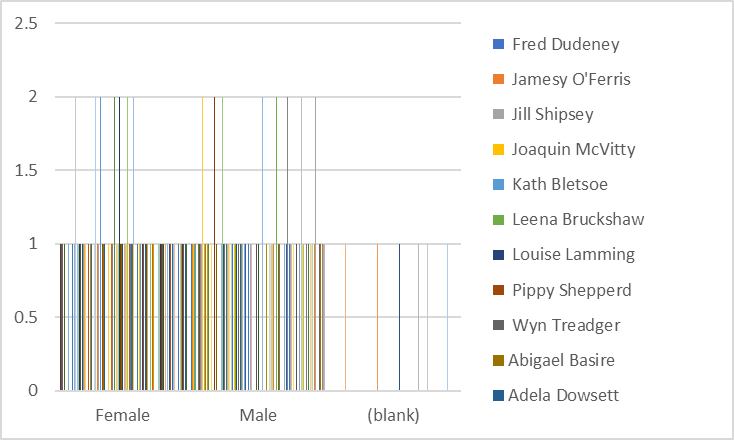 2.5
2
1.5
1
0.5
0
Female
Male
(blank)
Fred Dudeney
Jamesy O'Ferris
Jill Shipsey
Joaquin McVitty
Kath Bletsoe
Leena Bruckshaw
Louise Lamming
Pippy Shepperd
Wyn Treadger
Abigael Basire
Adela Dowsett